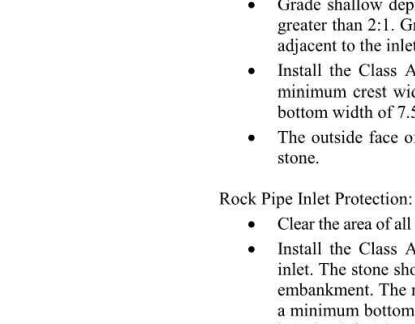 • Grade shallow dep
greater than 2:1. Gr
adjacent to the inlet
• Install the Class A
minimum crest wid
bottom width of 7.5
• The outside face of
stone.
Rock Pipe Inlet Protection:
• Clear the area of all
• Install the Class A
inlet. The stone sho
embankment. The m
a minimum bottom